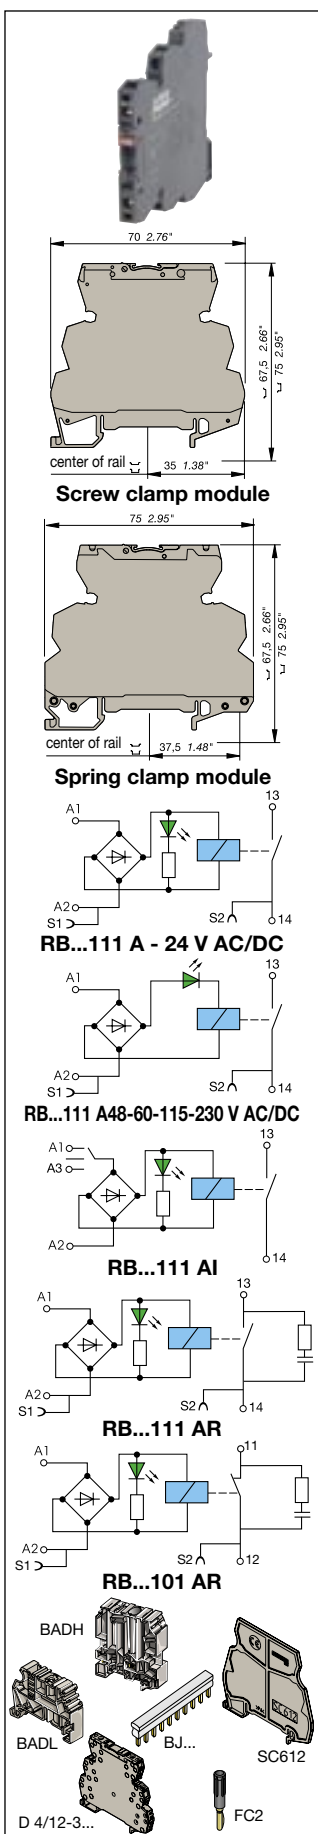 70 2.76"
67,5 2.66"
75 2.95"
center of rail
35 1.38"
Screw clamp module
75 2.95"
67,5 2.66"
75 2.95"
center of rail
37,5 1.48"
Spring clamp module
A1
13
A2
S1
S2
14
RB...111 A - 24 V AC/DC
A1
13
A2
S1
S2
14
RB...111 A48-60-115-230 V AC/DC
A1
A3
13
A2
14
RB...111 AI
A1
13
A2
S1
S2
14
RB...111 AR
A1
11
A2
S1
S2
12
RB...101 AR
BADH
BADL
BJ...
SC612
SC612
D 4/12-3...
FC2